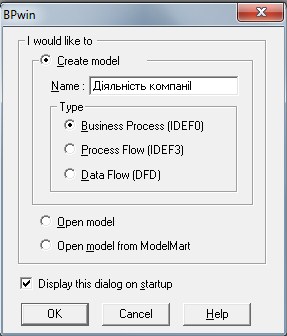 BPwin
I would like to
Create model
Name : Діяльність компанії
Type
Business Process (IDEF0)
Process Flow (IDEF3)
Data Flow (DFD)
Open model
Open model from ModelMart
Display this dialog on startup
OK Cancel Help